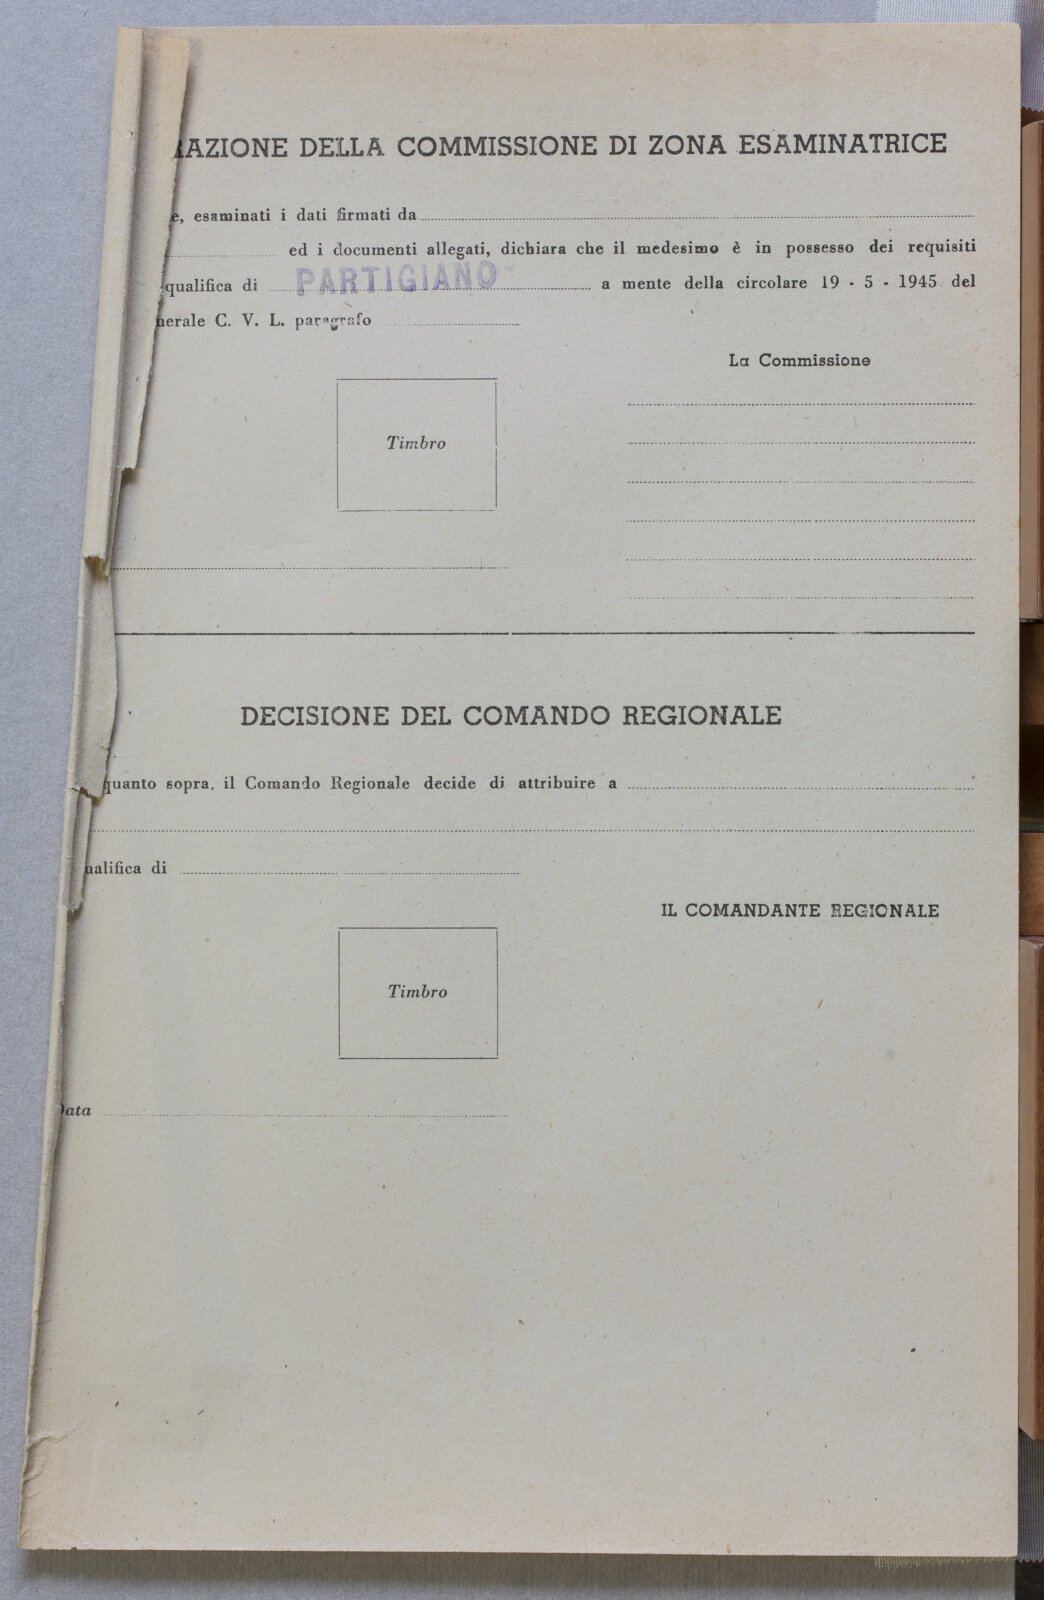 RAZIONE DELLA COMMISSIONE DI ZONA ESAMINATRICE
e, esaminati i dati firmati da
ed i documenti allegati, dichiara che il medesimo è in possesso dei requisiti
qualifica di PARTIGIANO a mente della circolare 19 - 5 - 1945 del
nerale C. V. L. paragrafo
La Commissione
Timbro
DECISIONE DEL COMANDO REGIONALE
quanto sopra, il Comando Regionale decide di attribuire a
ualifica di
IL COMANDANTE REGIONALE
Timbro
Data